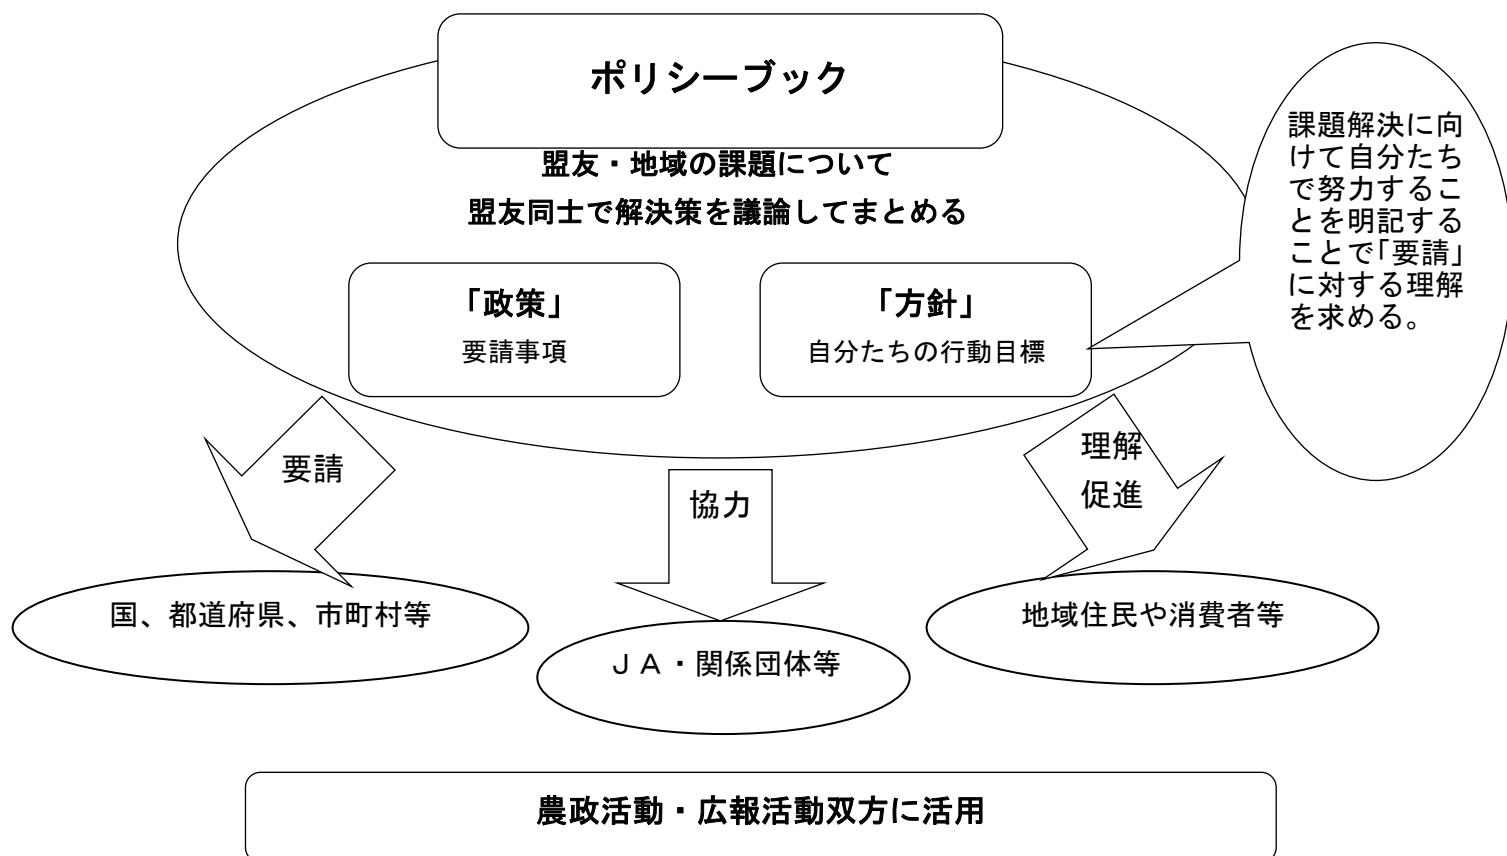 ポリシーブック
盟友・地域の課題について
盟友同士で解決策を議論してまとめる
「政策」
要請事項
「方針」
自分たちの行動目標
課題解決に向
けて自分たち
で努力するこ
とを明記する
ことで「要請」
に対する理解
を求める。
要請
協力
理解
促進
国、都道府県、市町村等
ＪＡ・関係団体等
地域住民や消費者等
農政活動・広報活動双方に活用